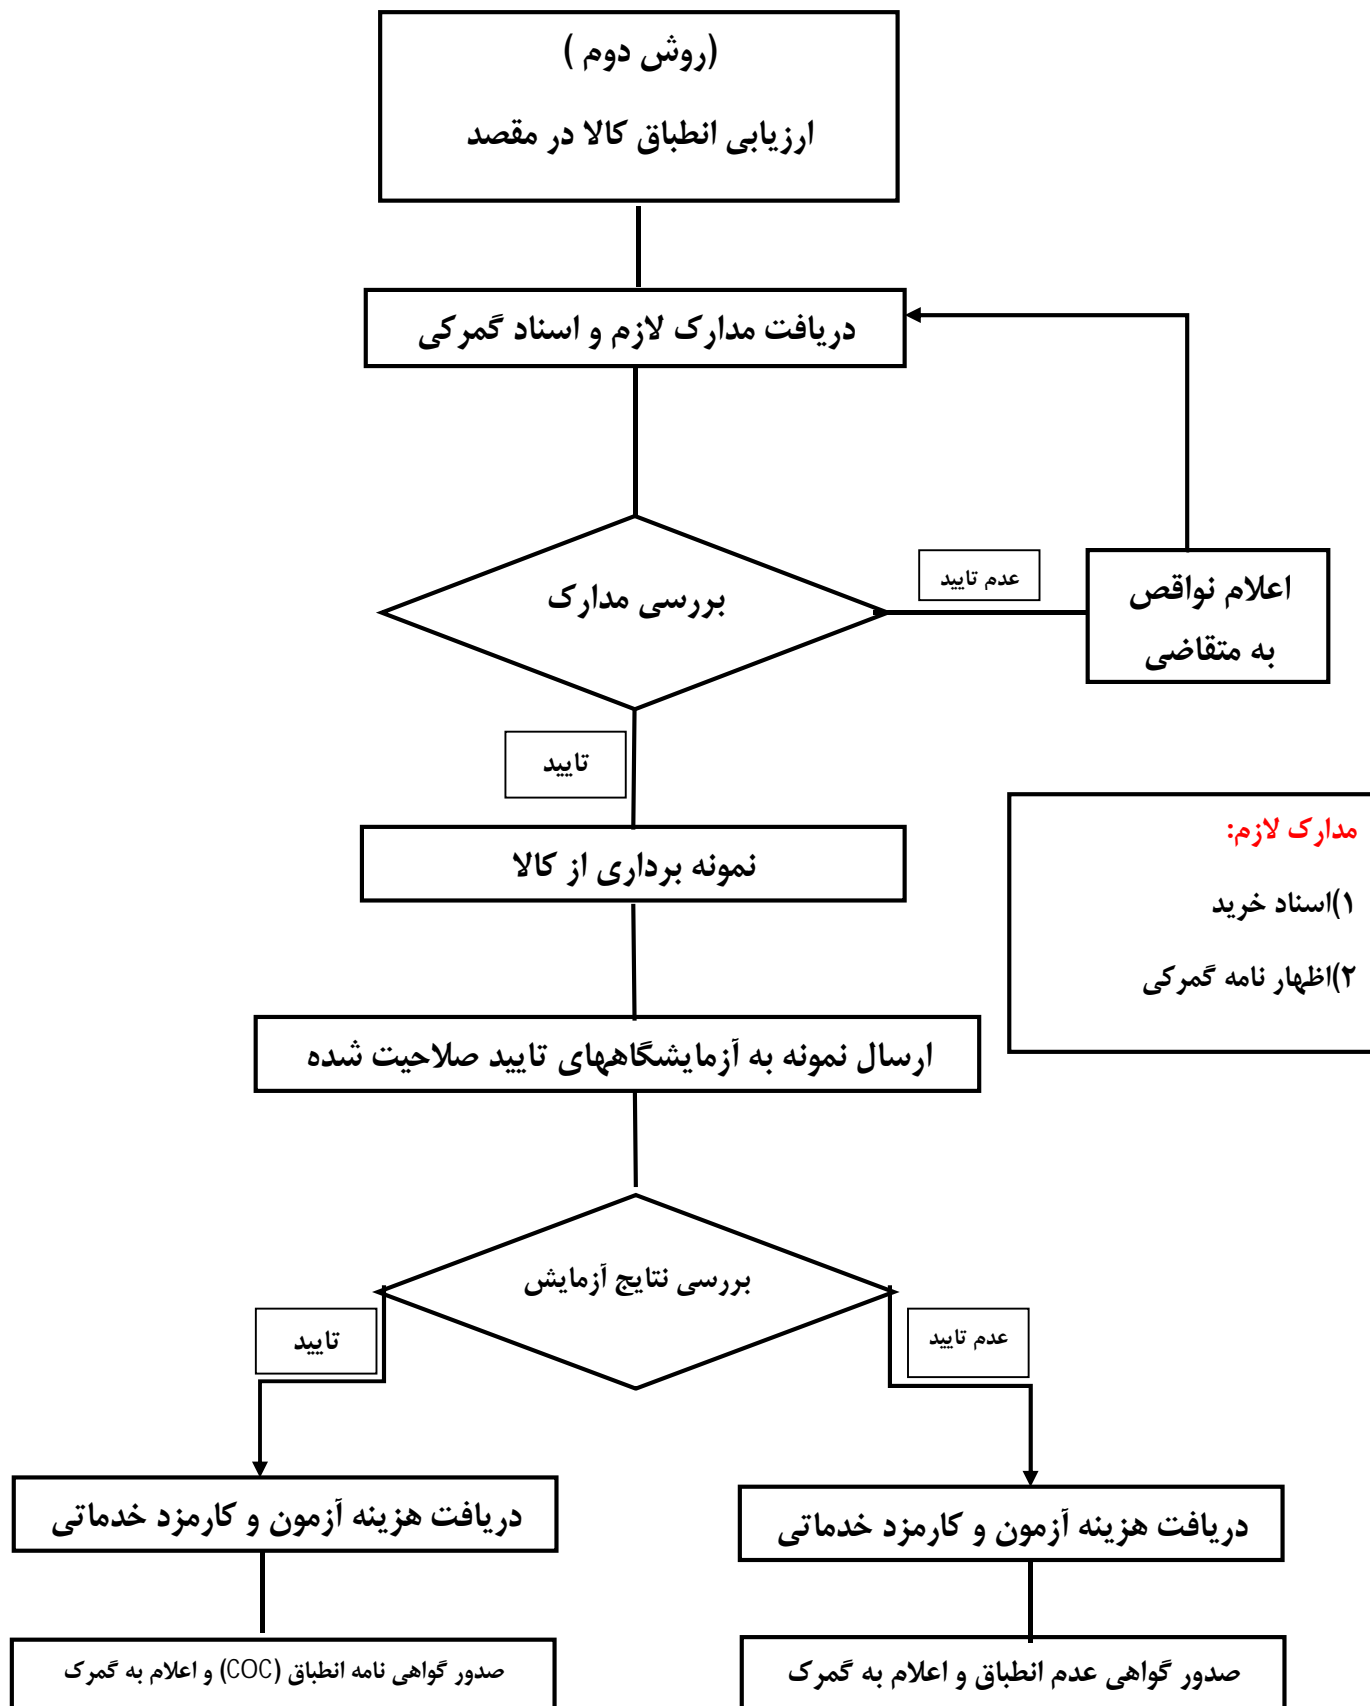 (روش دوم )
ارزیابی انطباق کالا در مقصد
دریافت مدارک لازم و اسناد گمرکی
بررسی مدارک
عدم تایید
اعلام نواقص
به متقاضی
تایید
نمونه برداری از کالا
مدارک لازم:
۱)اسناد خرید
۲)اظهار نامه گمرکی
ارسال نمونه به آزمایشگاههای تایید صلاحیت شده
بررسی نتایج آزمایش
عدم تایید
تایید
دریافت هزینه آزمون و کارمزد خدماتی
دریافت هزینه آزمون و کارمزد خدماتی
صدور گواهی عدم انطباق و اعلام به گمرک
صدور گواهی نامه انطباق (COC) و اعلام به گمرک